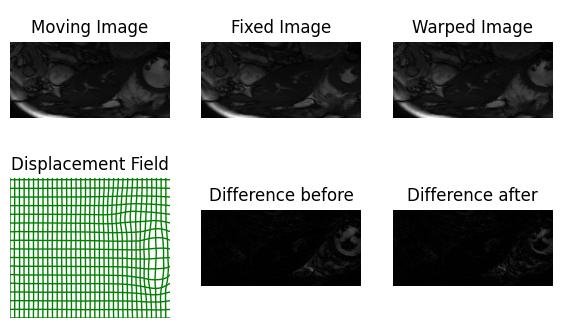 Moving Image
Fixed Image
Warped Image
Displacement Field
Difference before
Difference after